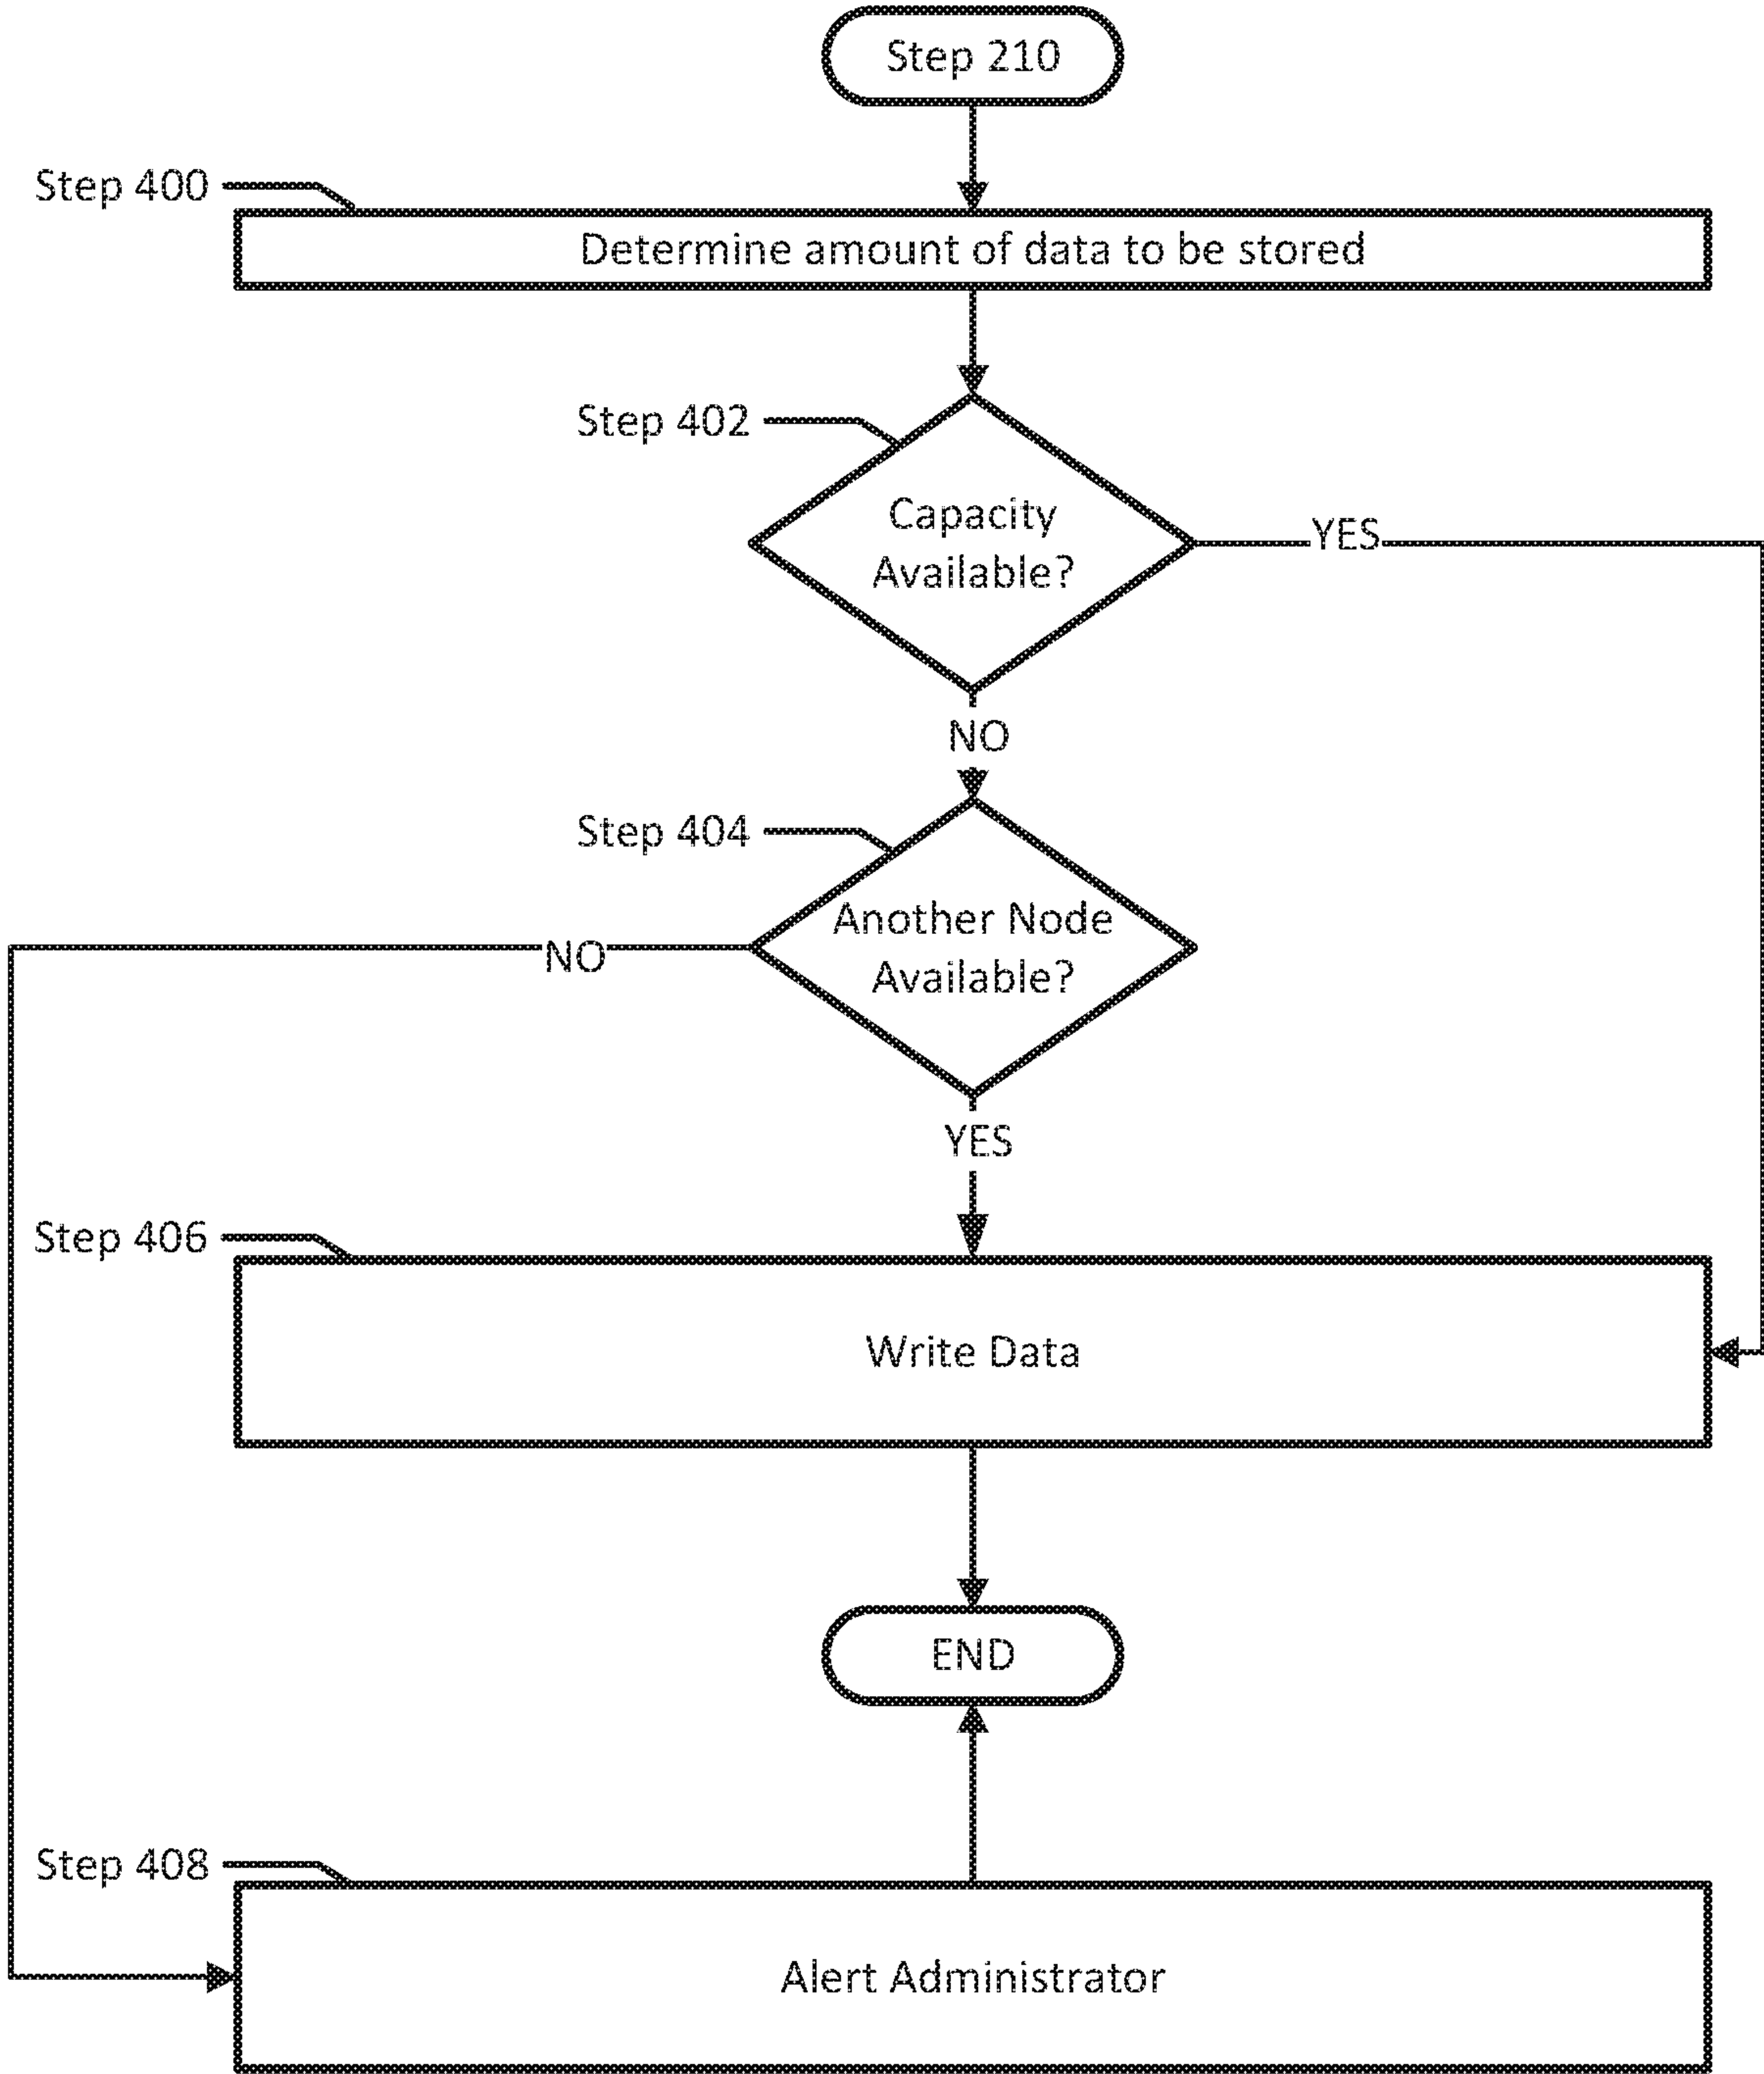 Step 210
Step 400
Determine amount of data to be stored
Step 402
Capacity
Available?
YES
NO
Step 404
Another Node
Available?
NO
YES
Step 406
Write Data
END
Step 408
Alert Administrator